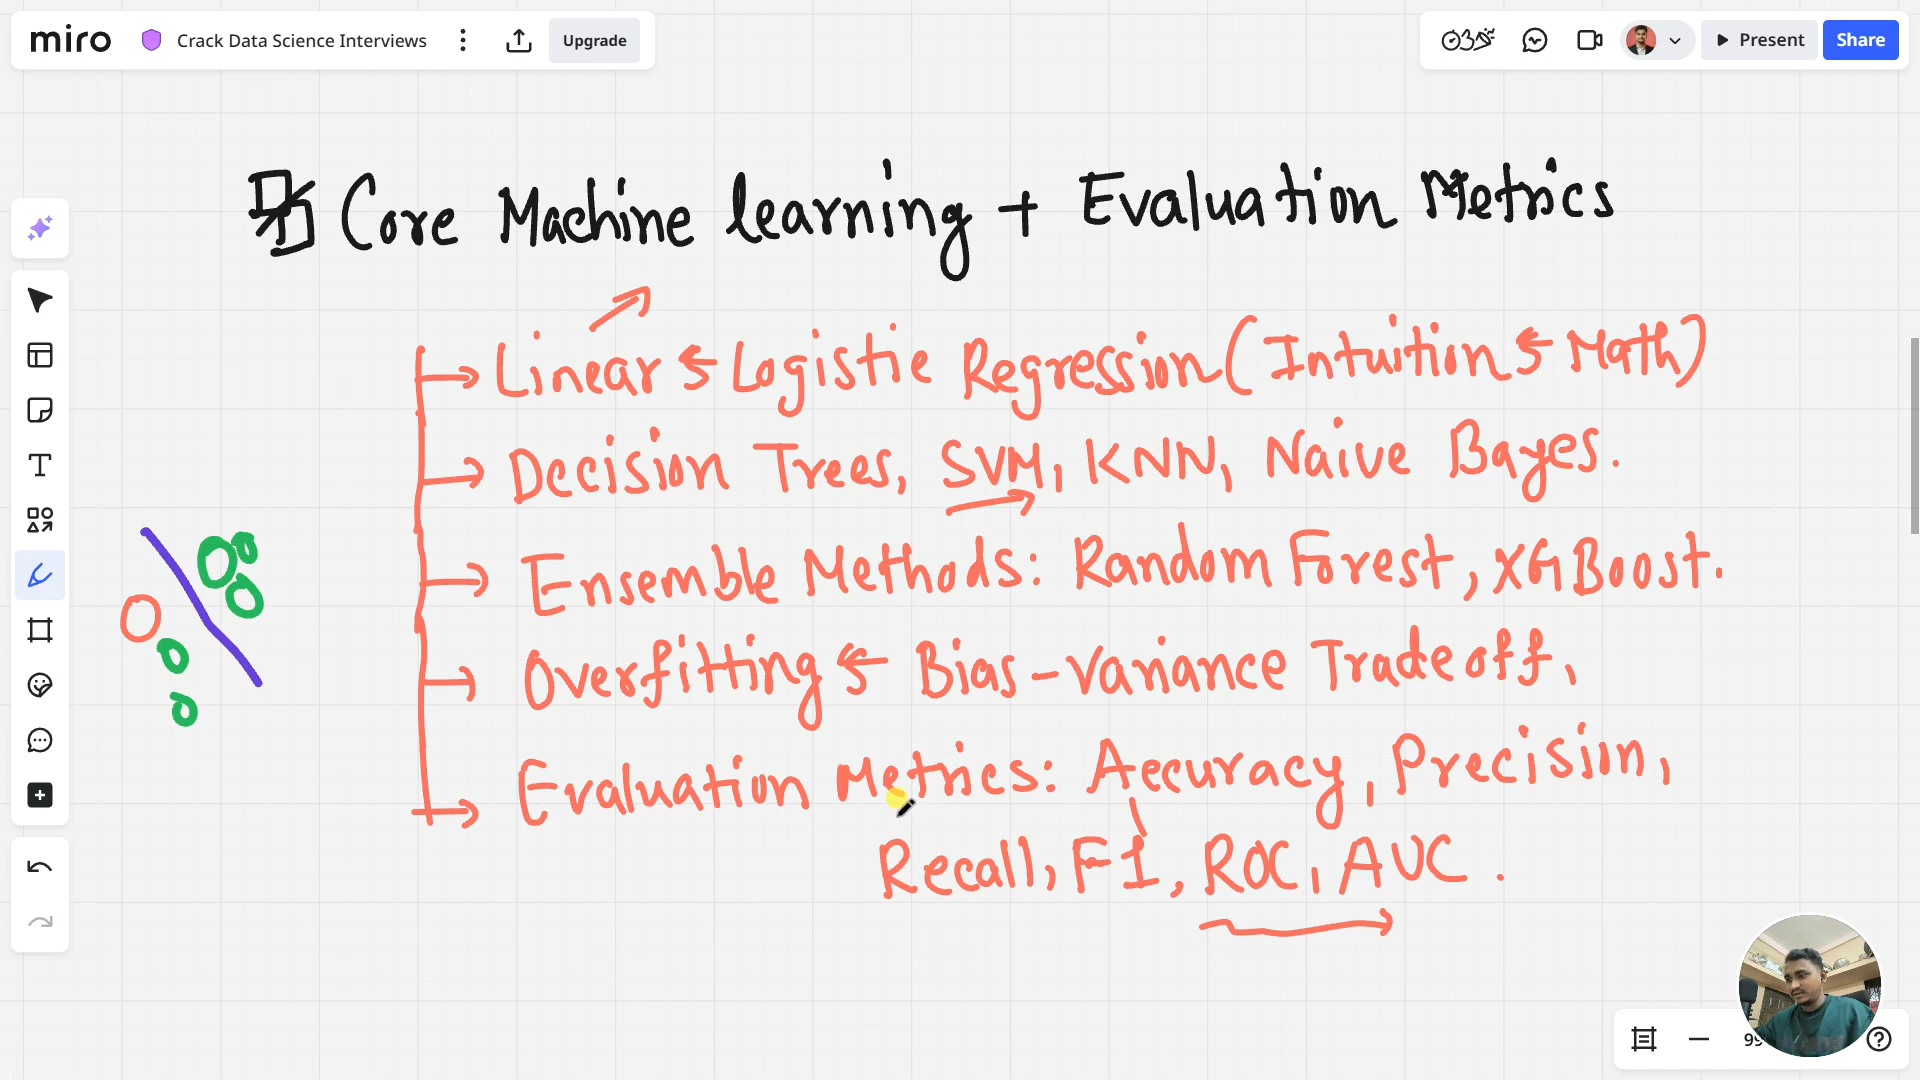 miro Crack Data Science Interviews Upgrade Present Share
Core Machine learning + Evaluation Metrics
Linear & Logistic Regression (Intuition & Math)
Decision Trees, SVM, KNN, Naive Bayes.
Ensemble Methods: Random Forest, XGBoost.
Overfitting & Bias-Variance Tradeoff,
Evaluation Metrics: Accuracy, Precision,
Recall, F1, ROC, AUC.